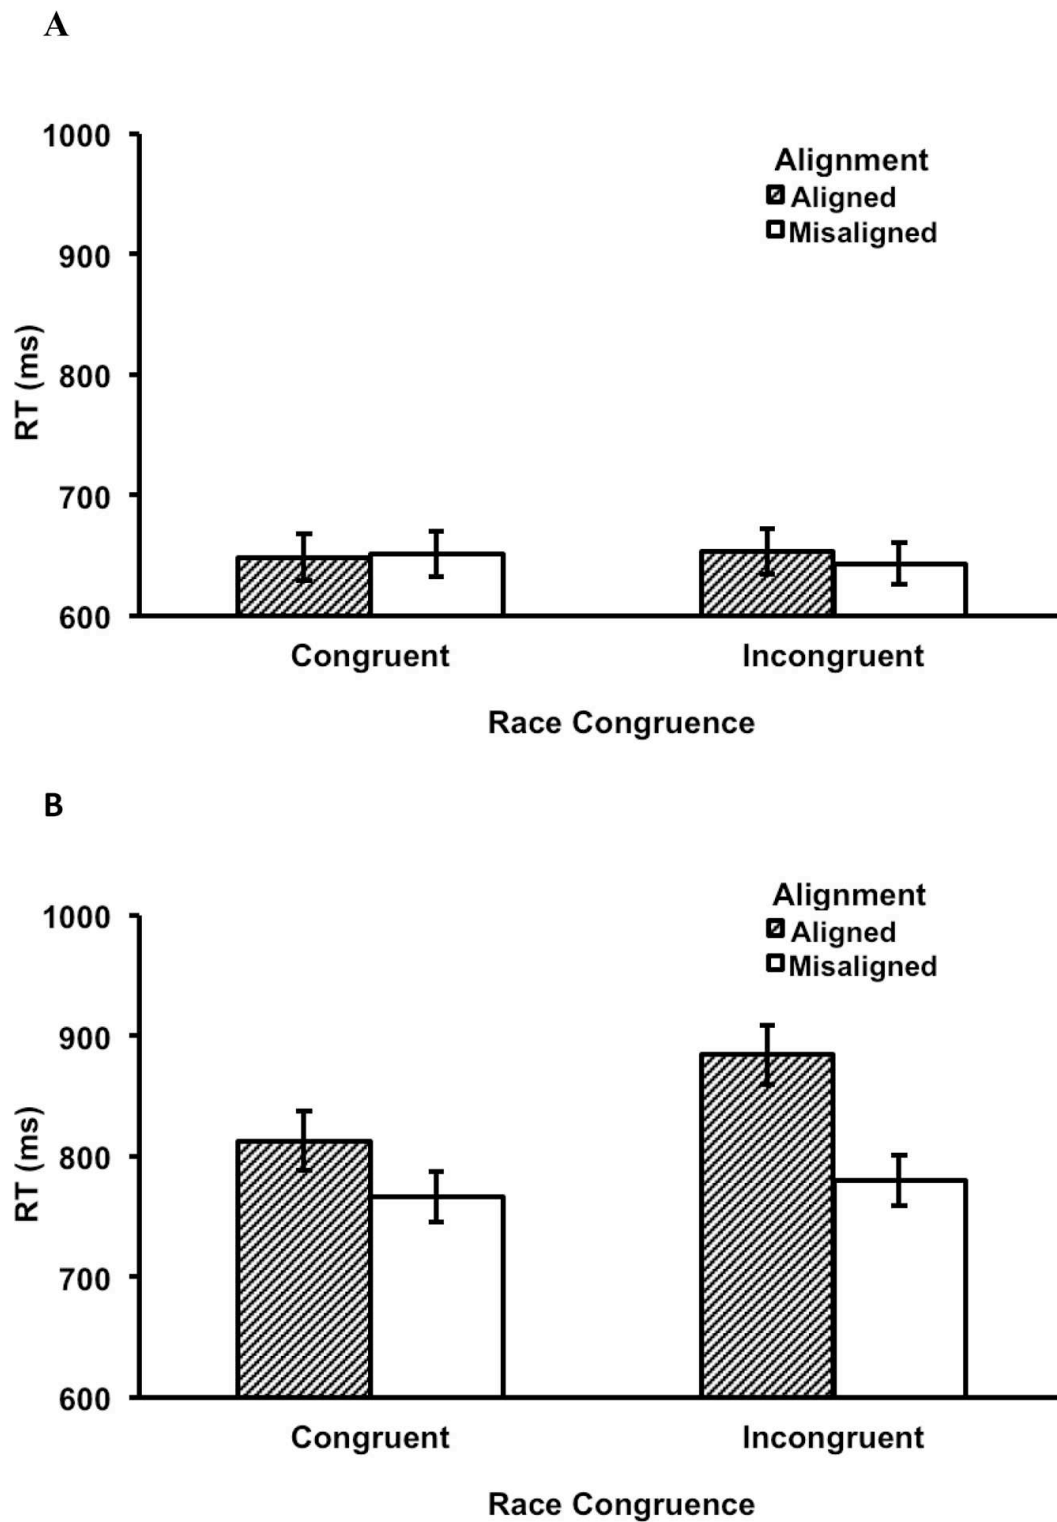 A
1000
900
800
700
600
RT (ms)
Alignment
Aligned
Misaligned
Congruent
Incongruent
Race Congruence
B
1000
900
800
700
600
RT (ms)
Alignment
Aligned
Misaligned
Congruent
Incongruent
Race Congruence